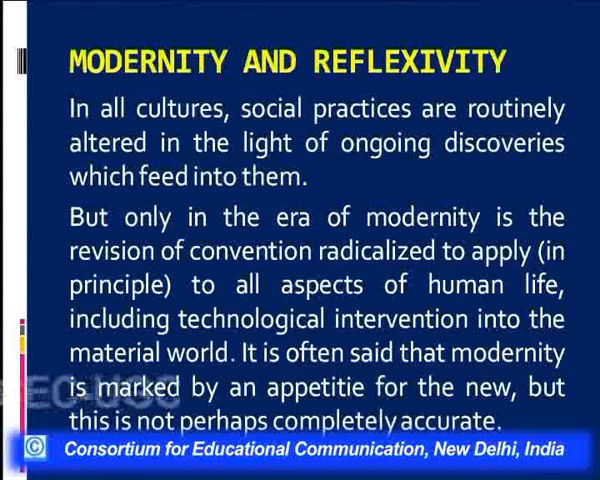 MODERNITY AND REFLEXIVITY
In all cultures, social practices are routinely
altered in the light of ongoing discoveries
which feed into them.
But only in the era of modernity is the
revision of convention radicalized to apply (in
principle) to all aspects of human life,
including technological intervention into the
material world. It is often said that modernity
is marked by an appetitie for the new, but
this is not perhaps completely accurate.
© Consortium for Educational Communication, New Delhi, India